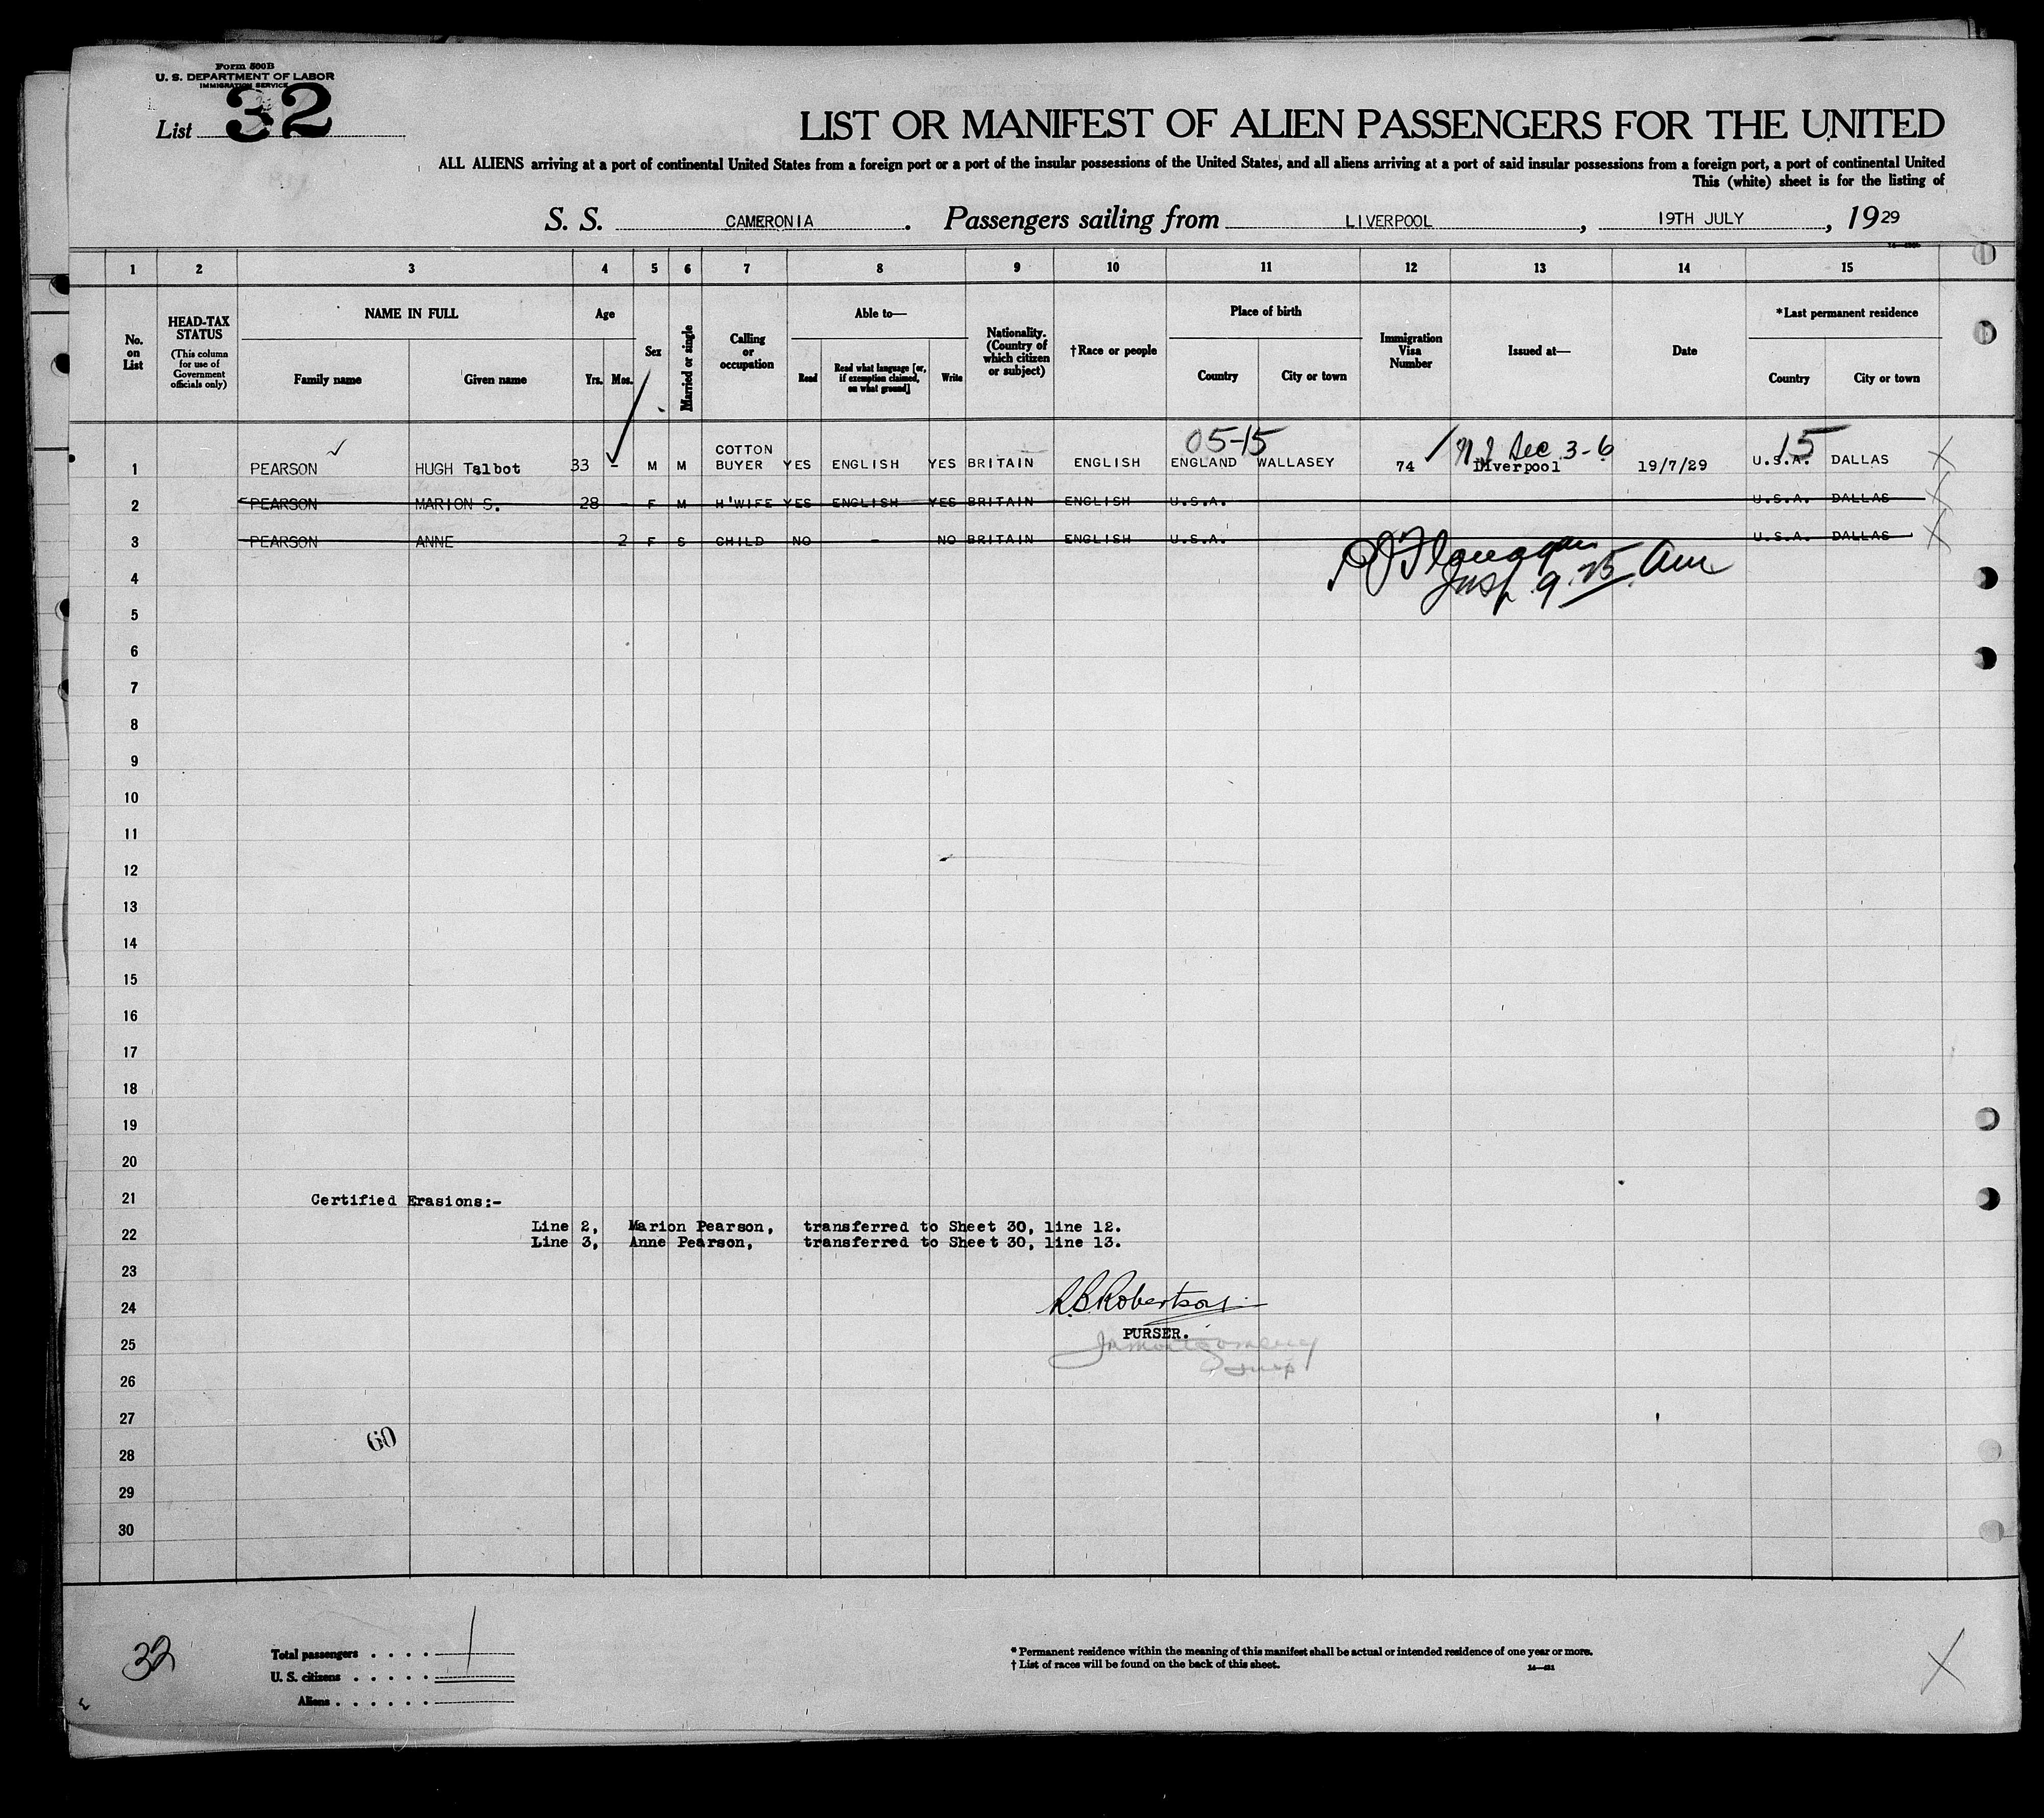 Form 500B
U. S. DEPARTMENT OF LABOR
IMMIGRATION SERVICE
List 32
LIST OR MANIFEST OF ALIEN PASSENGERS FOR THE UNITED
ALL ALIENS arriving at a port of continental United States from a foreign port or a port of the insular possessions of the United States, and all aliens arriving at a port of said insular possessions from a foreign port, a port of continental United
This (white) sheet is for the listing of
S. S. CAMERONIA. Passengers sailing from LIVERPOOL, 19TH JULY, 1929
1 2 3 4 5 6 7 8 9 10 11 12 13 14 15
No. on List
HEAD-TAX STATUS
(This column for use of Government officials only)
NAME IN FULL
Family name Given name
Age
Yrs. Mos.
Sex
Married or single
Calling or occupation
Able to—
Read
Read what language [or, if exemption claimed, on what ground]
Write
Nationality. (Country of which citizen or subject)
†Race or people
Place of birth
Country City or town
Immigration Visa Number
Issued at—
Date
*Last permanent residence
Country City or town
05-15 Sec 3-6 15
1 PEARSON HUGH Talbot 33 - M M COTTON BUYER YES ENGLISH YES BRITAIN ENGLISH ENGLAND WALLASEY 74 Liverpool 19/7/29 U.S.A. DALLAS
2 PEARSON MARION S. 28 - F M H'WIFE YES ENGLISH YES BRITAIN ENGLISH U.S.A. U.S.A. DALLAS
3 PEARSON ANNE 2 F S CHILD NO - NO BRITAIN ENGLISH U.S.A. U.S.A. DALLAS
Insp. 9 25 am
4
5
6
7
8
9
10
11
12
13
14
15
16
17
18
19
20
21 Certified Erasions:-
Line 2, Marion Pearson, transferred to Sheet 30, line 12.
22
Line 3, Anne Pearson, transferred to Sheet 30, line 13.
23
24 R.B. Robertson
PURSER.
25
Insp
26
27
28 60
29
30
32
Total passengers . . . . 1
U. S. citizens . . . . .
Aliens . . . . . .
* Permanent residence within the meaning of this manifest shall be actual or intended residence of one year or more.
† List of races will be found on the back of this sheet.